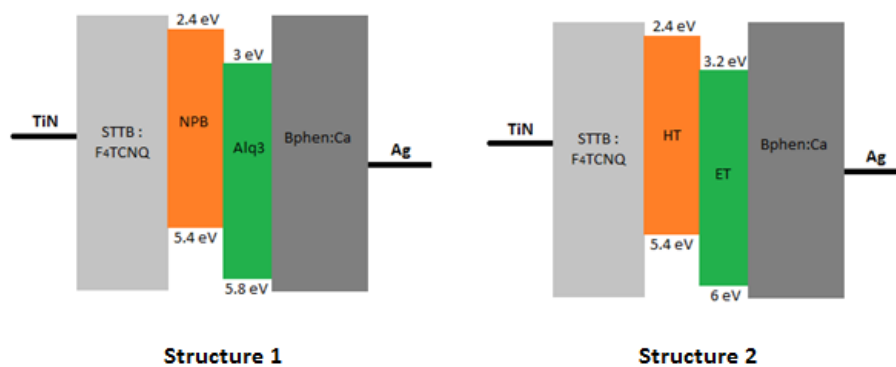 2.4 eV
3 eV
TiN
STTB :
F4TCNQ
NPB
Alq3
Bphen:Ca
Ag
5.4 eV
5.8 eV
Structure 1
2.4 eV
3.2 eV
TiN
STTB :
F4TCNQ
HT
ET
Bphen:Ca
Ag
5.4 eV
6 eV
Structure 2